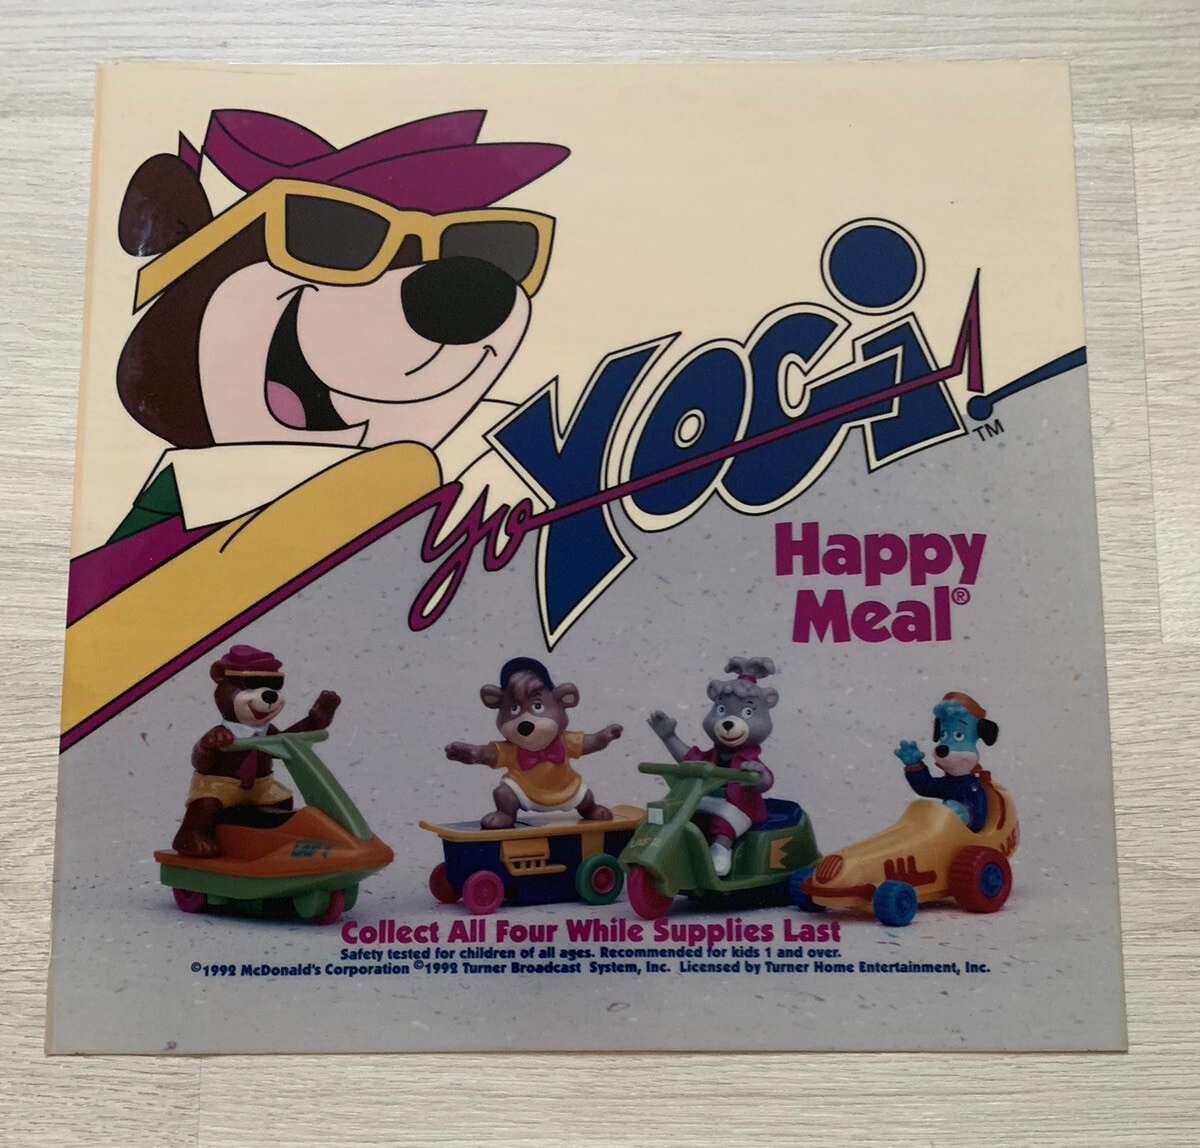 yo YOGi!
TM
Happy
Meal®
LAF-2
Collect All Four While Supplies Last
Safety tested for children of all ages. Recommended for kids 1 and over.
©1992 McDonald's Corporation ©1992 Turner Broadcast System, Inc. Licensed by Turner Home Entertainment, Inc.